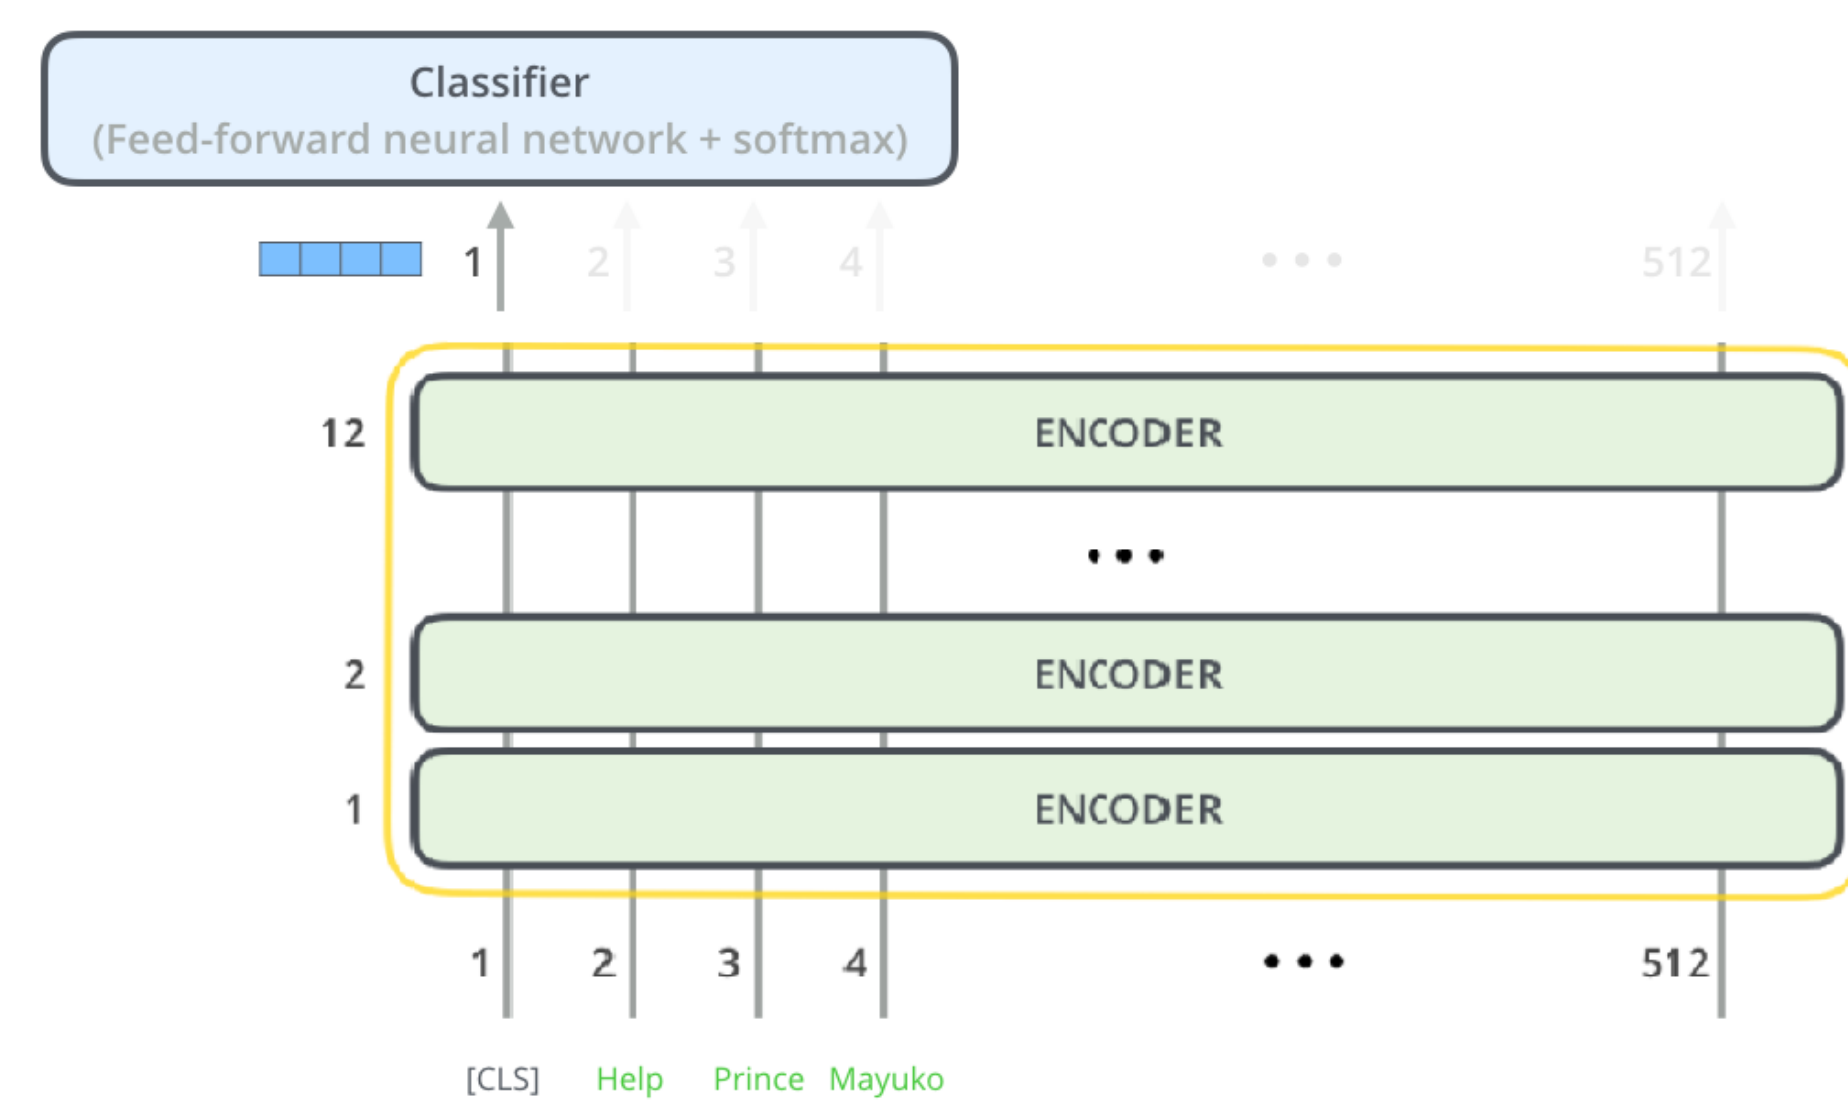 Classifier
(Feed-forward neural network + softmax)
1 2 3 4 ••• 512
12 ENCODER
•••
2 ENCODER
1 ENCODER
1 2 3 4 ••• 512
[CLS] Help Prince Mayuko